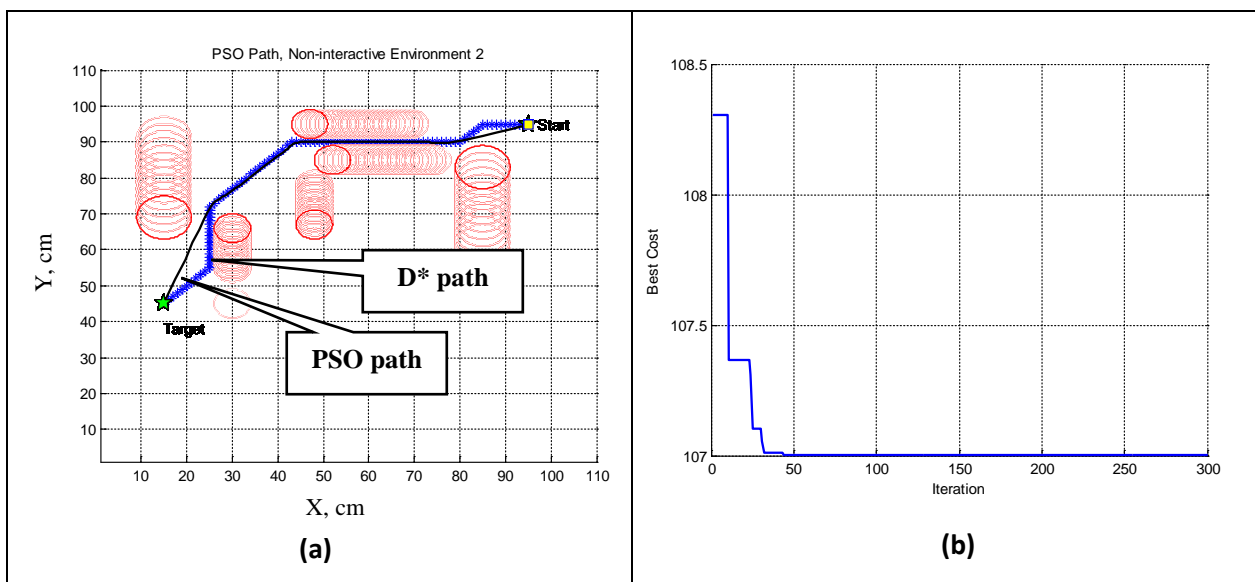 PSO Path, Non-interactive Environment 2
110
100
90
80
70
60
50
40
30
20
10
Y, cm
Start
D* path
Target
PSO path
10 20 30 40 50 60 70 80 90 100 110
X, cm
(a)
108.5
108
107.5
107
Best Cost
0 50 100 150 200 250 300
Iteration
(b)